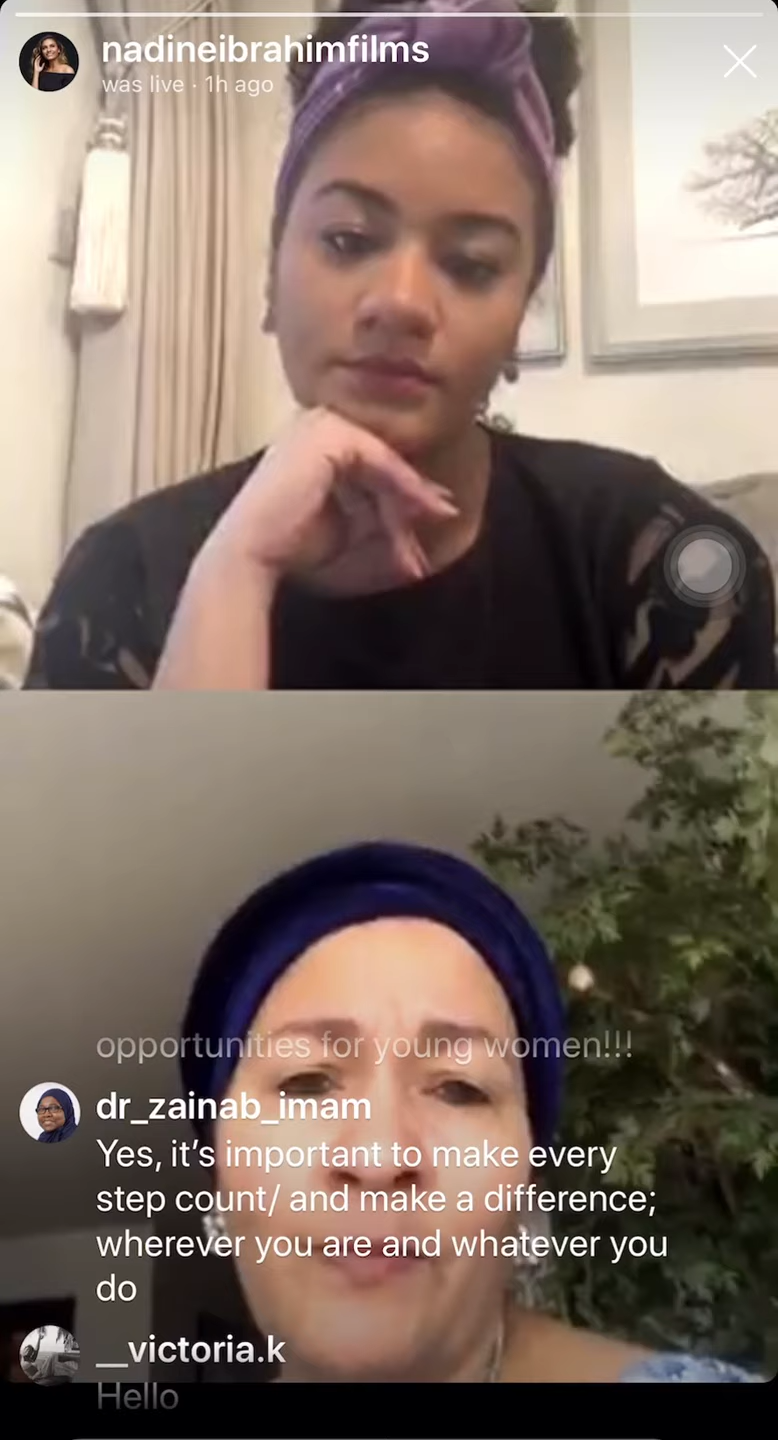 nadineibrahimfilms
was live · 1h ago
opportunities for young women!!!
dr_zainab_imam
Yes, it’s important to make every
step count/ and make a difference;
wherever you are and whatever you
do
__victoria.k
Hello